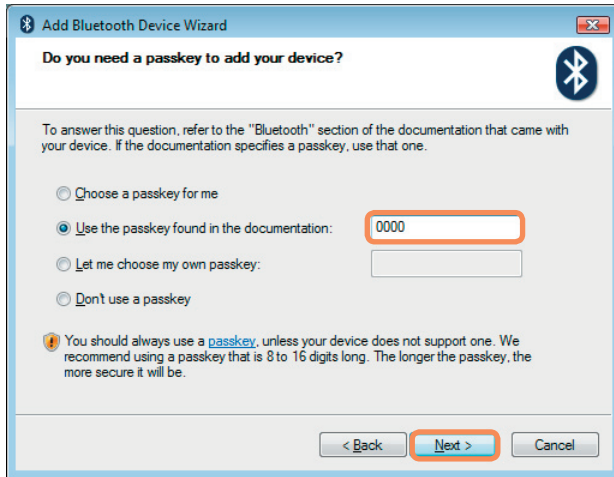 Add Bluetooth Device Wizard
Do you need a passkey to add your device?
To answer this question, refer to the "Bluetooth" section of the documentation that came with
your device. If the documentation specifies a passkey, use that one.
Choose a passkey for me
Use the passkey found in the documentation: 0000
Let me choose my own passkey:
Don't use a passkey
You should always use a passkey, unless your device does not support one. We
recommend using a passkey that is 8 to 16 digits long. The longer the passkey, the
more secure it will be.
< Back Next > Cancel